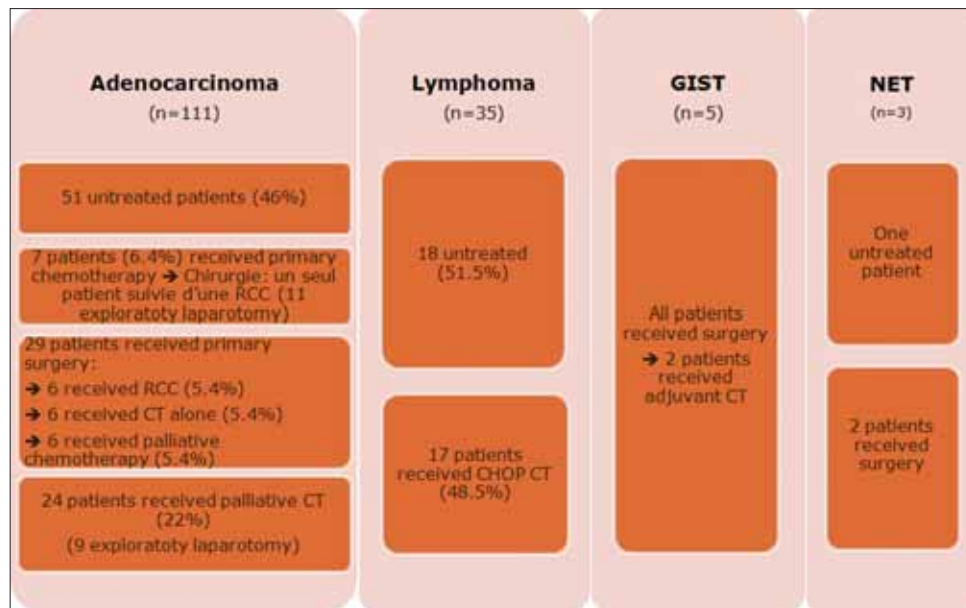 Adenocarcinoma
(n=111)
51 untreated patients (46%)
7 patients (6.4%) received primary
chemotherapy ➔ Chirurgie: un seul
patient suivie d'une RCC (11
exploratory laparotomy)
29 patients received primary
surgery:
➔ 6 received RCC (5.4%)
➔ 6 received CT alone (5.4%)
➔ 6 received palliative
chemotherapy (5.4%)
24 patients received palliative CT
(22%)
(9 exploratoty laparotomy)
Lymphoma
(n=35)
18 untreated
(51.5%)
17 patients
received CHOP CT
(48.5%)
GIST
(n=5)
All patients
received surgery
➔ 2 patients
received
adjuvant CT
NET
(n=3)
One
untreated
patient
2 patients
received
surgery